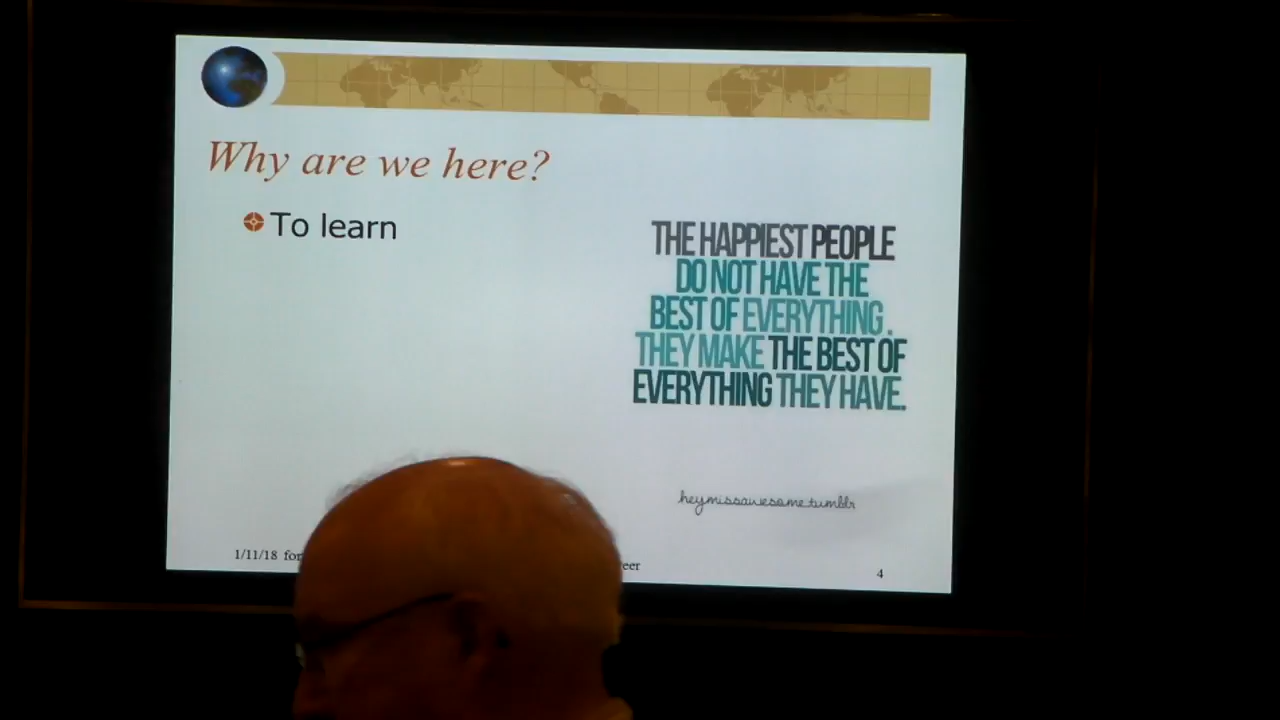 Why are we here?
To learn
THE HAPPIEST PEOPLE
DO NOT HAVE THE
BEST OF EVERYTHING.
THEY MAKE THE BEST OF
EVERYTHING THEY HAVE.
heymissawesome.tumblr
1/11/18 for
4